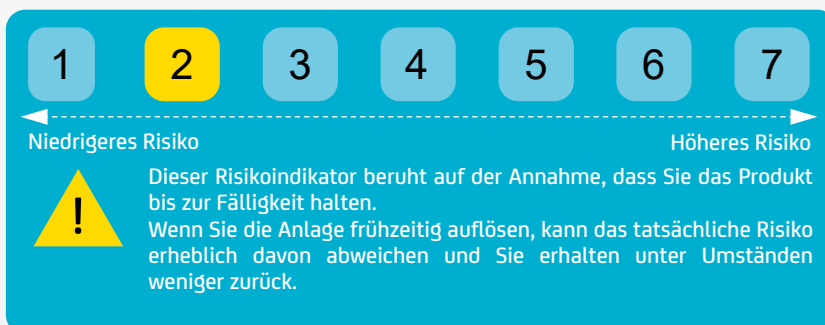 1 2 3 4 5 6 7
Niedrigeres Risiko Höheres Risiko
! Dieser Risikoindikator beruht auf der Annahme, dass Sie das Produkt
bis zur Fälligkeit halten.
Wenn Sie die Anlage frühzeitig auflösen, kann das tatsächliche Risiko
erheblich davon abweichen und Sie erhalten unter Umständen
weniger zurück.